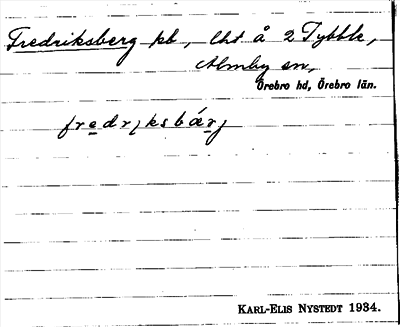 Fredriksberg pb, lht å 2 Tybble,
Almby sn,
Örebro hd, Örebro län.
fredriksbärj
KARL-ELIS NYSTEDT 1934.